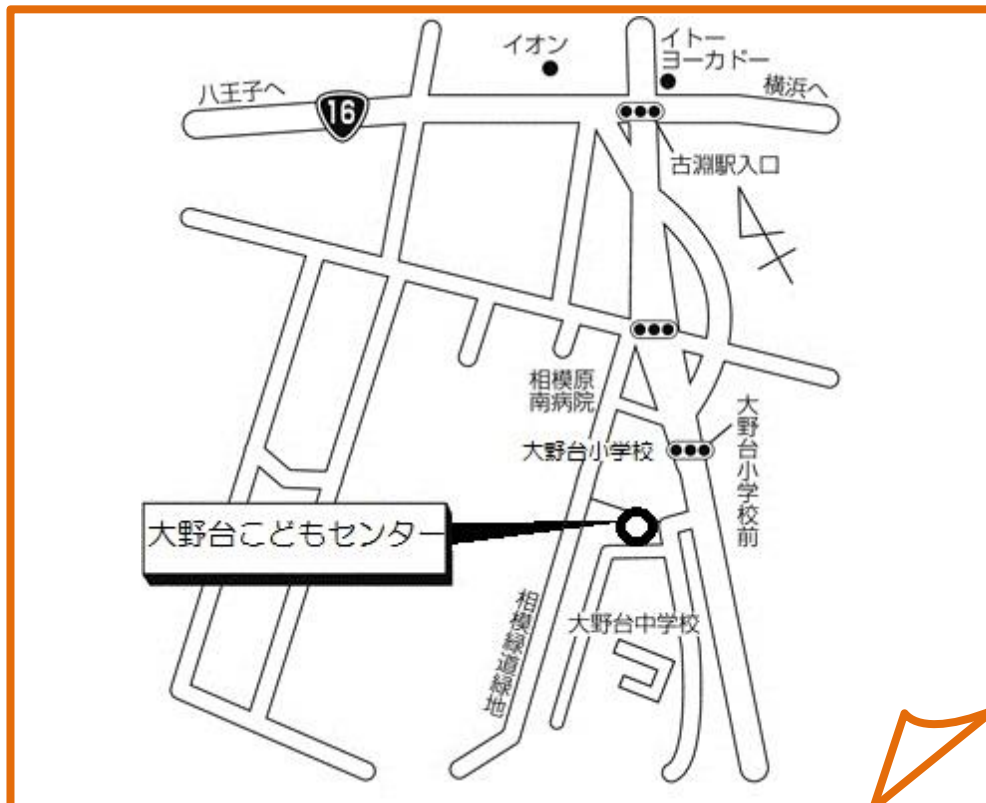 イオン
イトー
ヨーカドー
八王子へ
16
横浜へ
古淵駅入口
相模原
南病院
大野台小学校
大野台小学校前
大野台こどもセンター
相模緑道緑地
大野台中学校